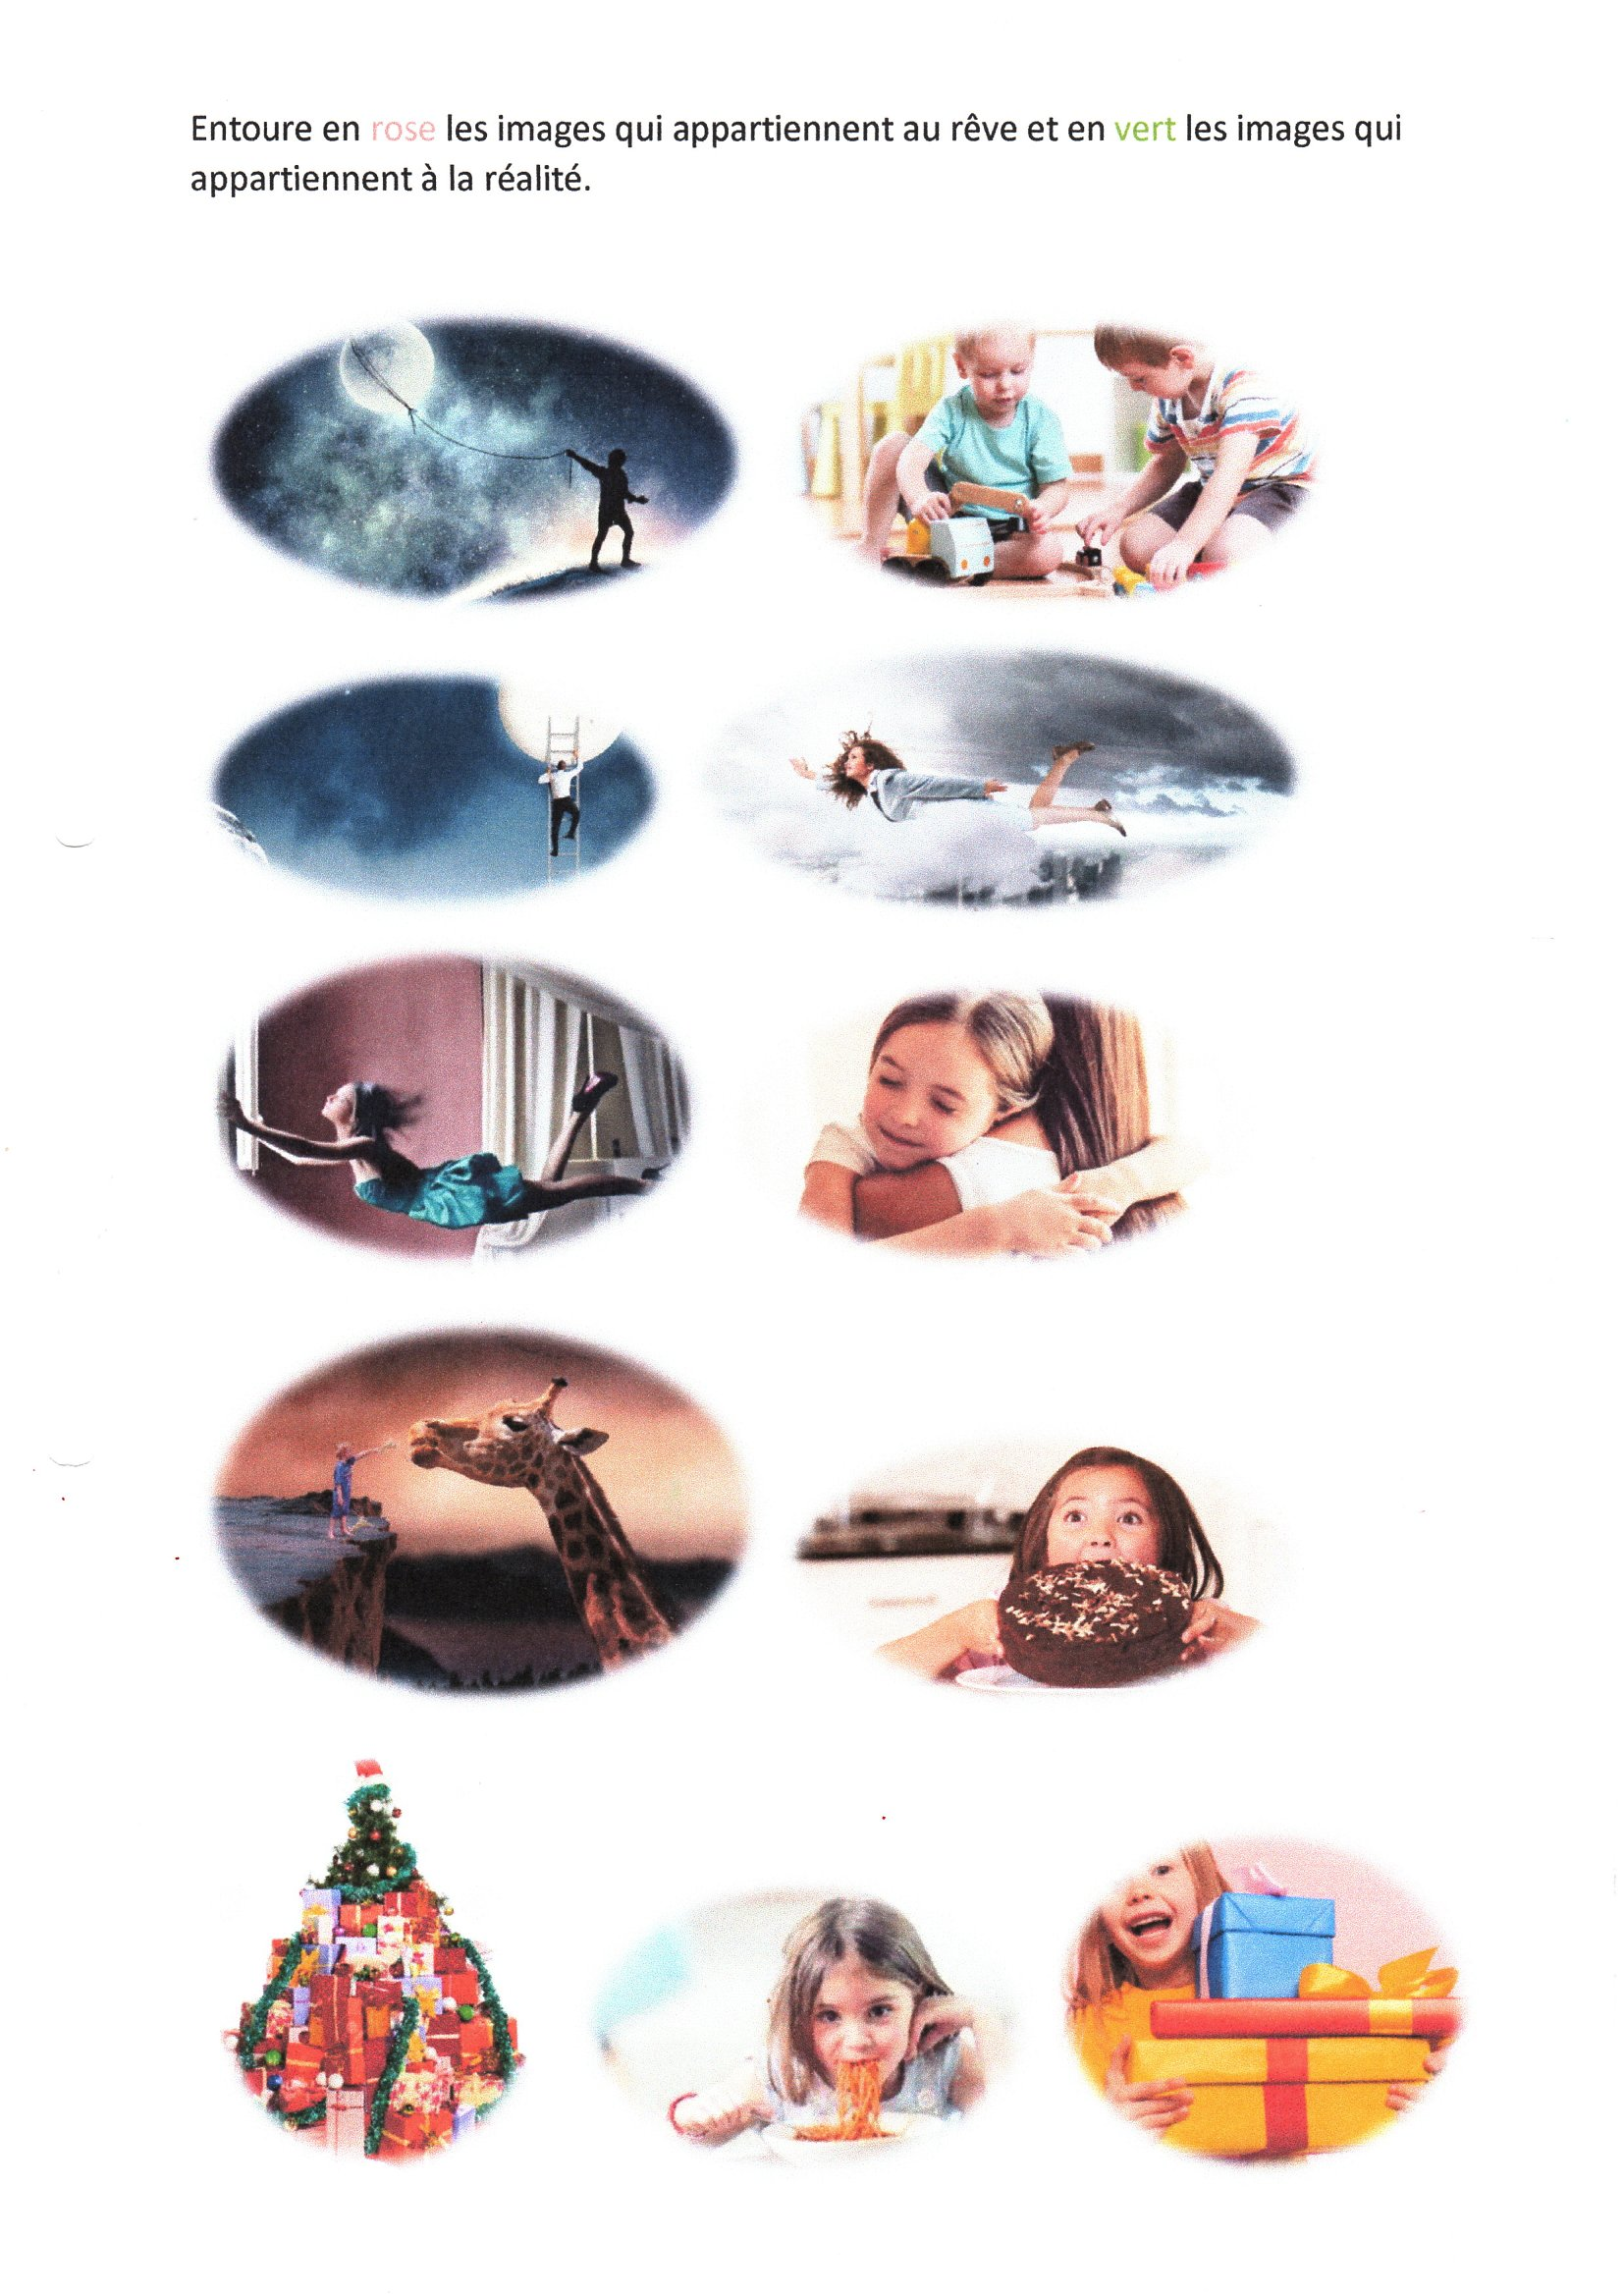 Entoure en rose les images qui appartiennent au rêve et en vert les images qui
appartiennent à la réalité.